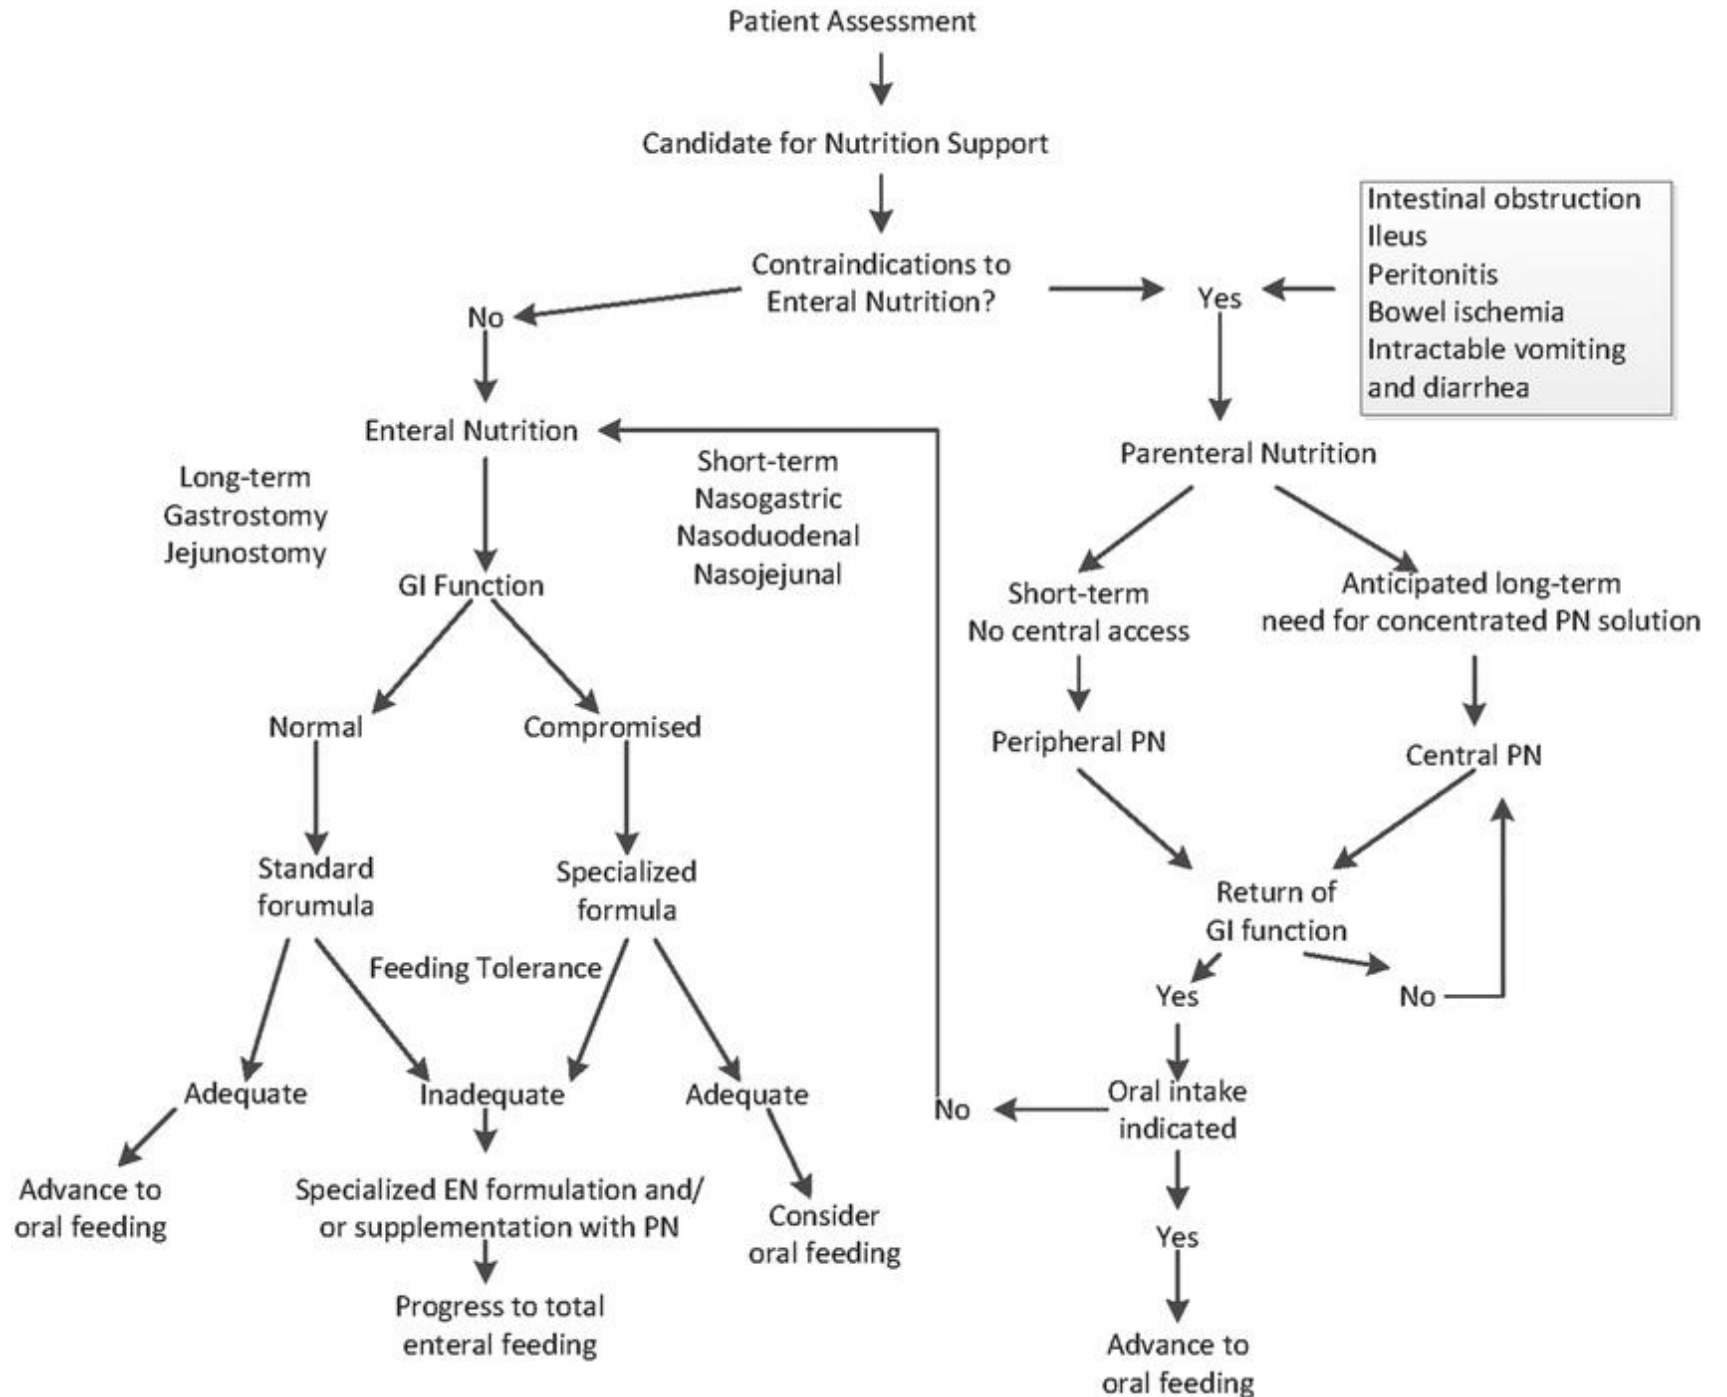 Patient Assessment
Candidate for Nutrition Support
Contraindications to
Enteral Nutrition?
No
Yes
Intestinal obstruction
Ileus
Peritonitis
Bowel ischemia
Intractable vomiting
and diarrhea
Enteral Nutrition
Long-term
Gastrostomy
Jejunostomy
Short-term
Nasogastric
Nasoduodenal
Nasojejunal
GI Function
Normal
Compromised
Standard
forumula
Specialized
formula
Feeding Tolerance
Adequate
Inadequate
Adequate
Advance to
oral feeding
Specialized EN formulation and/
or supplementation with PN
Consider
oral feeding
Progress to total
enteral feeding
Parenteral Nutrition
Short-term
No central access
Anticipated long-term
need for concentrated PN solution
Peripheral PN
Central PN
Return of
GI function
Yes
No
Oral intake
indicated
No
Yes
Advance to
oral feeding